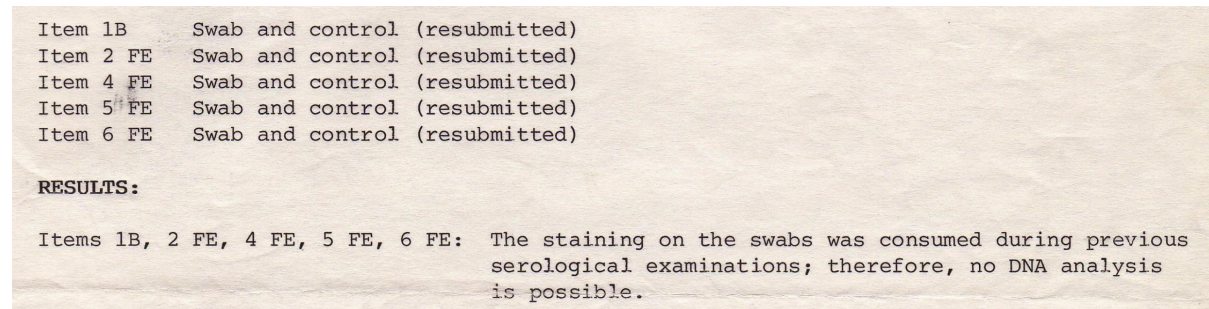 Item 1B Swab and control (resubmitted)
Item 2 FE Swab and control (resubmitted)
Item 4 FE Swab and control (resubmitted)
Item 5 FE Swab and control (resubmitted)
Item 6 FE Swab and control (resubmitted)
RESULTS:
Items 1B, 2 FE, 4 FE, 5 FE, 6 FE: The staining on the swabs was consumed during previous
serological examinations; therefore, no DNA analysis
is possible.